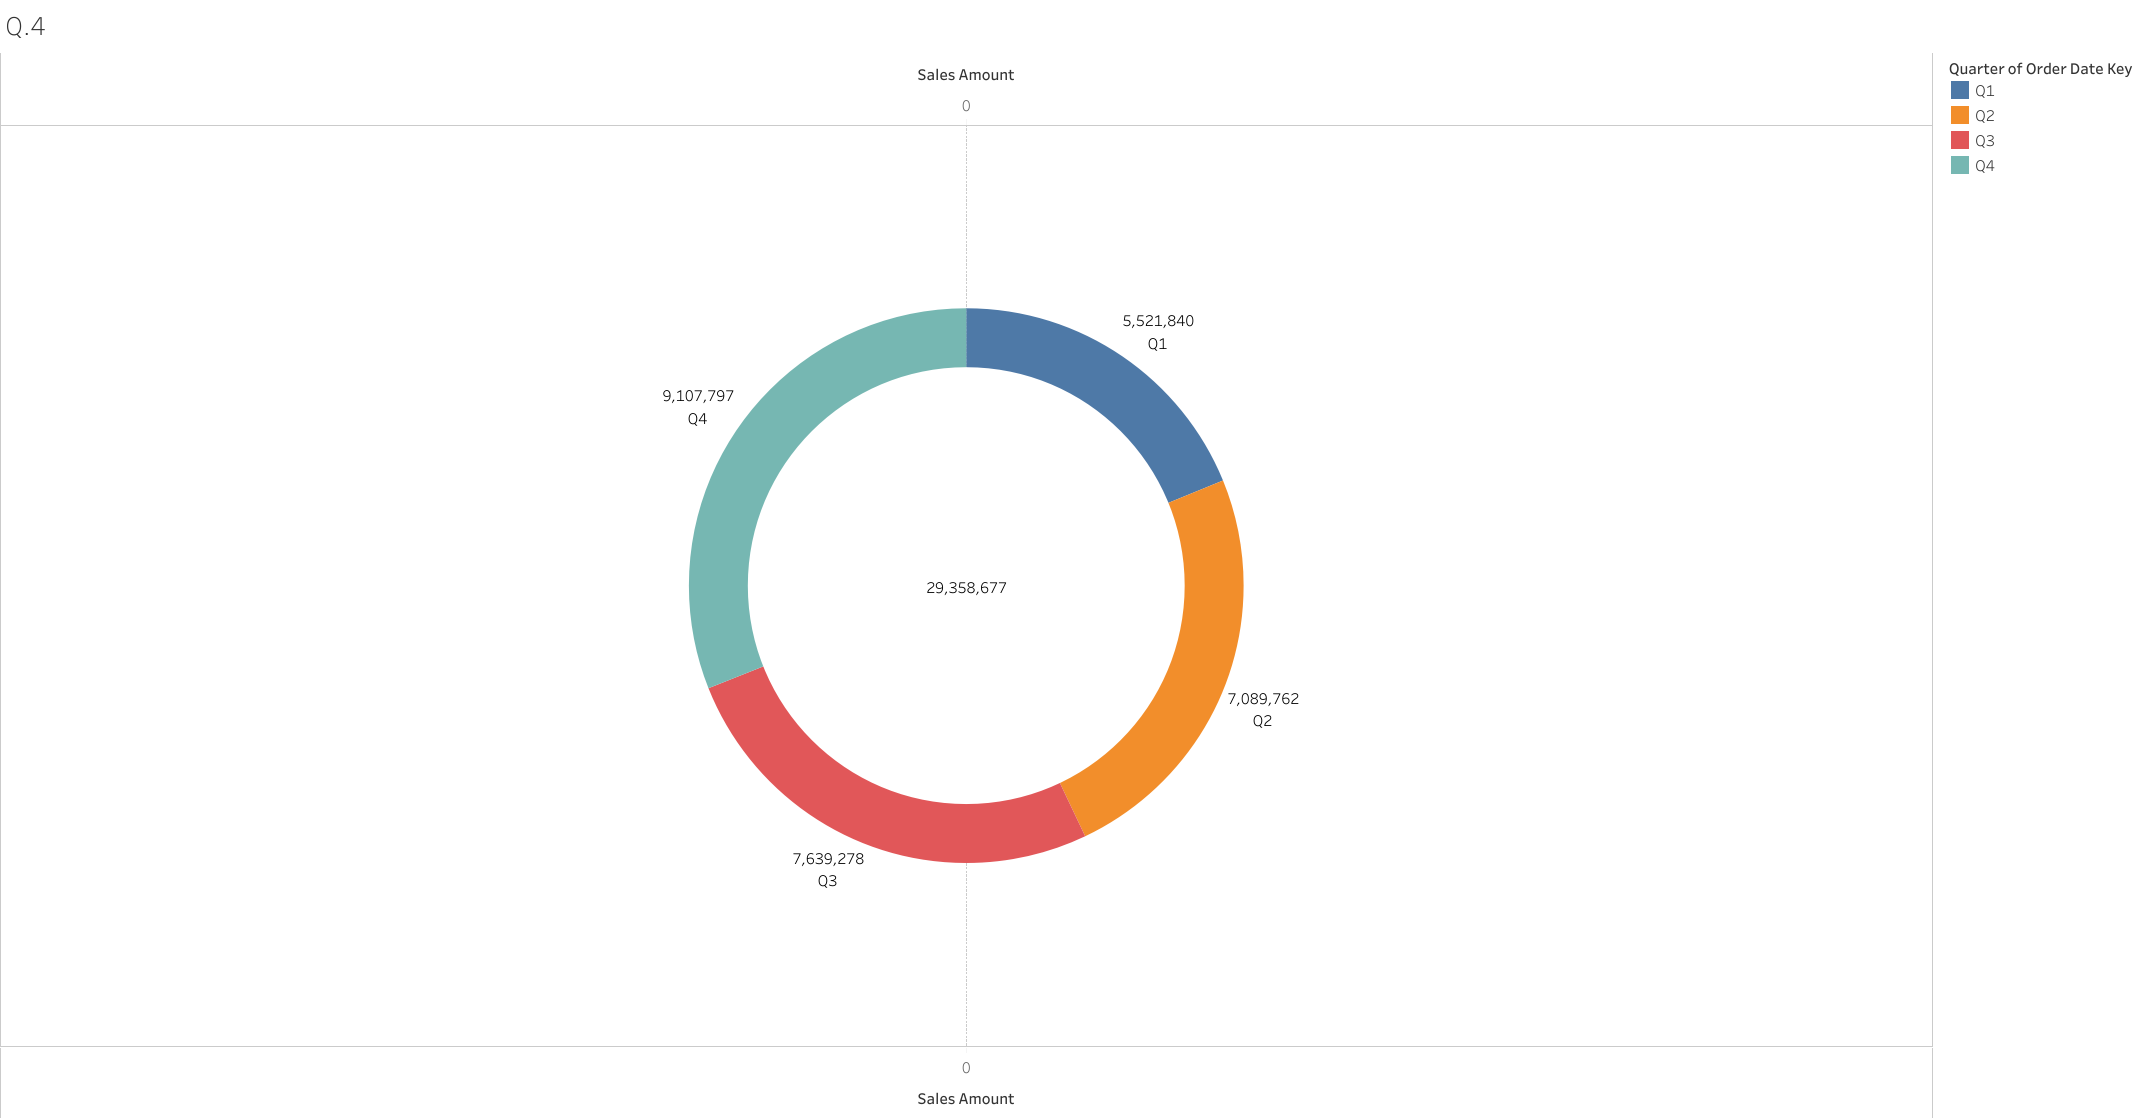 Q.4
Sales Amount
0
Quarter of Order Date Key
Q1
Q2
Q3
Q4
5,521,840
Q1
9,107,797
Q4
29,358,677
7,089,762
Q2
7,639,278
Q3
0
Sales Amount